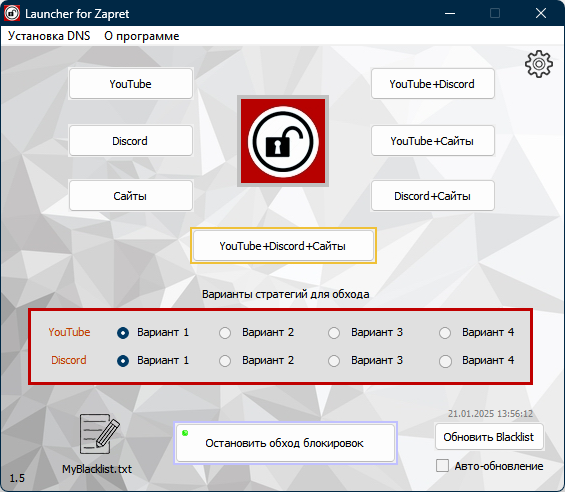 Launcher for Zapret
Установка DNS О программе
YouTube
YouTube+Discord
Discord
YouTube+Сайты
Сайты
Discord+Сайты
YouTube+Discord+Сайты
Варианты стратегий для обхода
YouTube Вариант 1 Вариант 2 Вариант 3 Вариант 4
Discord Вариант 1 Вариант 2 Вариант 3 Вариант 4
21.01.2025 13:56:12
Остановить обход блокировок
Обновить Blacklist
MyBlacklist.txt
Авто-обновление
1.5